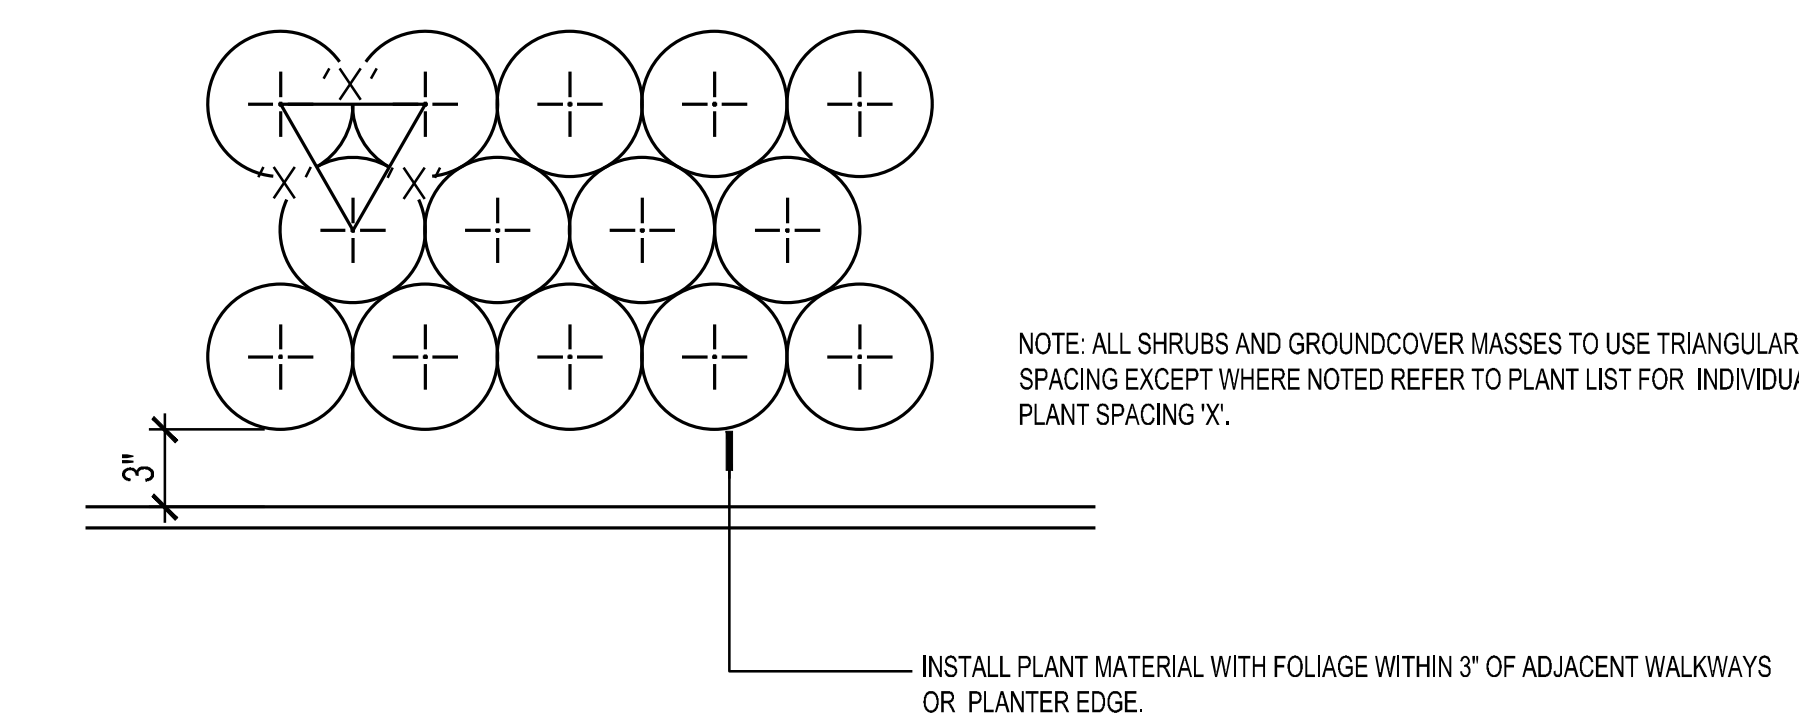 'X'
'X' 'X'
NOTE: ALL SHRUBS AND GROUNDCOVER MASSES TO USE TRIANGULAR
SPACING EXCEPT WHERE NOTED REFER TO PLANT LIST FOR INDIVIDUA
PLANT SPACING 'X'.
3"
INSTALL PLANT MATERIAL WITH FOLIAGE WITHIN 3" OF ADJACENT WALKWAYS
OR PLANTER EDGE.